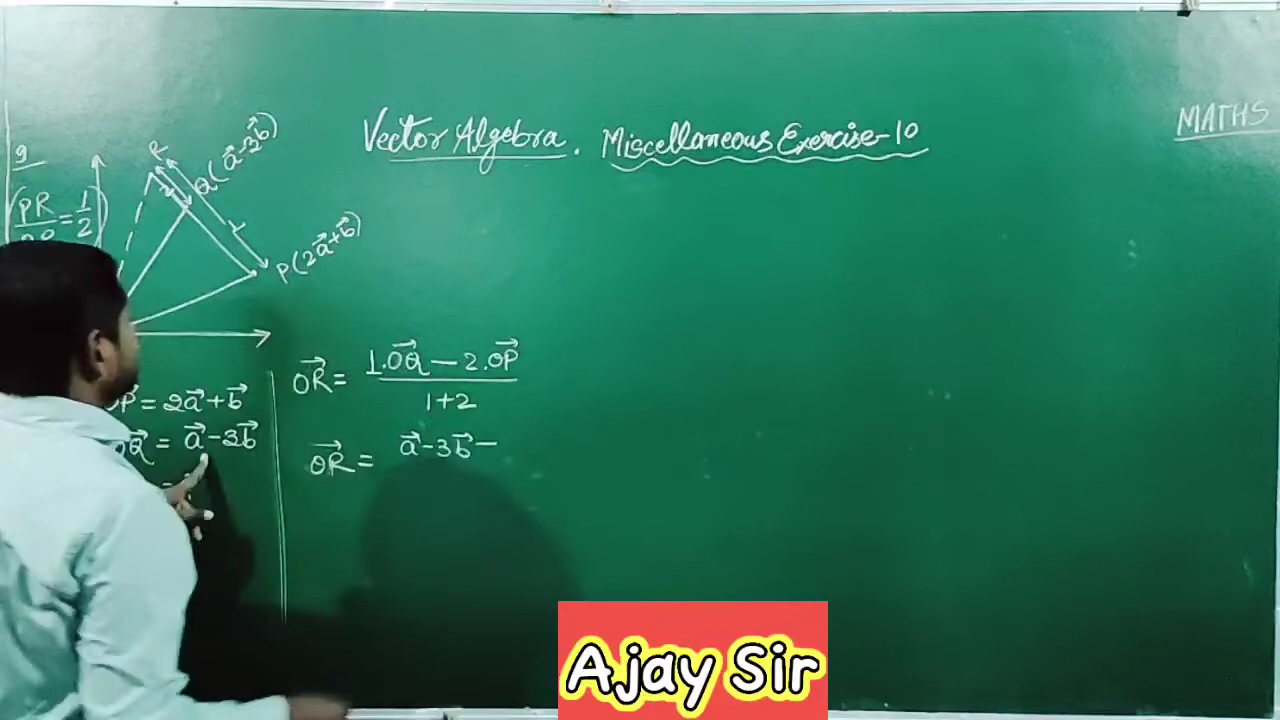 Vector Algebra. Miscellaneous Exercise-10
MATHS
9
R
Q(a⃗-3b⃗)
PR/ = 1/2
P(2a⃗+b⃗)
OP⃗ = 2a⃗+b⃗
OQ⃗ = a⃗-3b⃗
OR⃗ = 1.OQ⃗ — 2.OP⃗
1+2
OR⃗ = a⃗-3b⃗ —
Ajay Sir